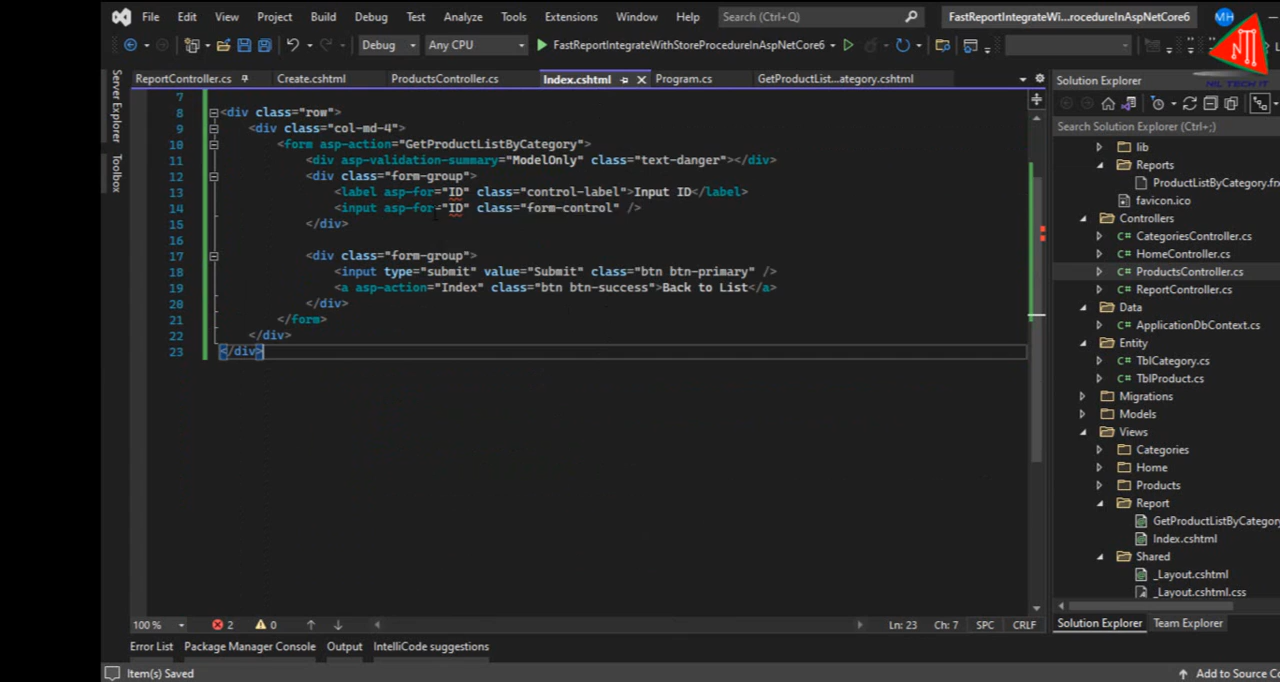 File Edit View Project Build Debug Test Analyze Tools Extensions Window Help Search (Ctrl+Q) FastReportIntegrateWi...rocedureInAspNetCore6 MH
Debug Any CPU FastReportIntegrateWithStoreProcedureInAspNetCore6
ReportController.cs Create.cshtml ProductsController.cs Index.cshtml Program.cs GetProductList...ategory.cshtml
Server Explorer
Toolbox
7
8 <div class="row">
9 <div class="col-md-4">
10 <form asp-action="GetProductListByCategory">
11 <div asp-validation-summary="ModelOnly" class="text-danger"></div>
12 <div class="form-group">
13 <label asp-for="ID" class="control-label">Input ID</label>
14 <input asp-for="ID" class="form-control" />
15 </div>
16
17 <div class="form-group">
18 <input type="submit" value="Submit" class="btn btn-primary" />
19 <a asp-action="Index" class="btn btn-success">Back to List</a>
20 </div>
21 </form>
22 </div>
23 </div>
100 % 2 0 Ln: 23 Ch: 7 SPC CRLF
Error List Package Manager Console Output IntelliCode suggestions
Item(s) Saved Add to Source Co
Solution Explorer
Search Solution Explorer (Ctrl+;)
lib
Reports
ProductListByCategory.fr
favicon.ico
Controllers
C# CategoriesController.cs
C# HomeController.cs
C# ProductsController.cs
C# ReportController.cs
Data
C# ApplicationDbContext.cs
Entity
C# TblCategory.cs
C# TblProduct.cs
Migrations
Models
Views
Categories
Home
Products
Report
GetProductListByCategory
Index.cshtml
Shared
_Layout.cshtml
_Layout.cshtml.css
Solution Explorer Team Explorer